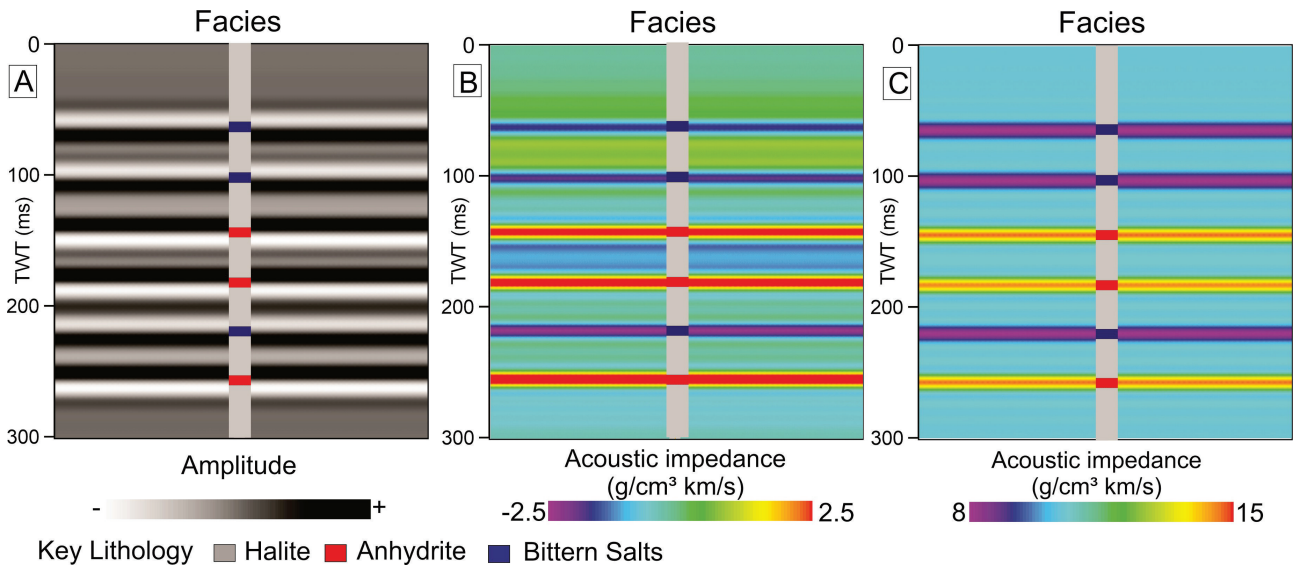 Facies
A
0
100
200
300
TWT (ms)
Amplitude
- +
Facies
B
0
100
200
300
TWT (ms)
Acoustic impedance
(g/cm³ km/s)
-2.5 2.5
Facies
C
0
100
200
300
TWT (ms)
Acoustic impedance
(g/cm³ km/s)
8 15
Key Lithology Halite Anhydrite Bittern Salts